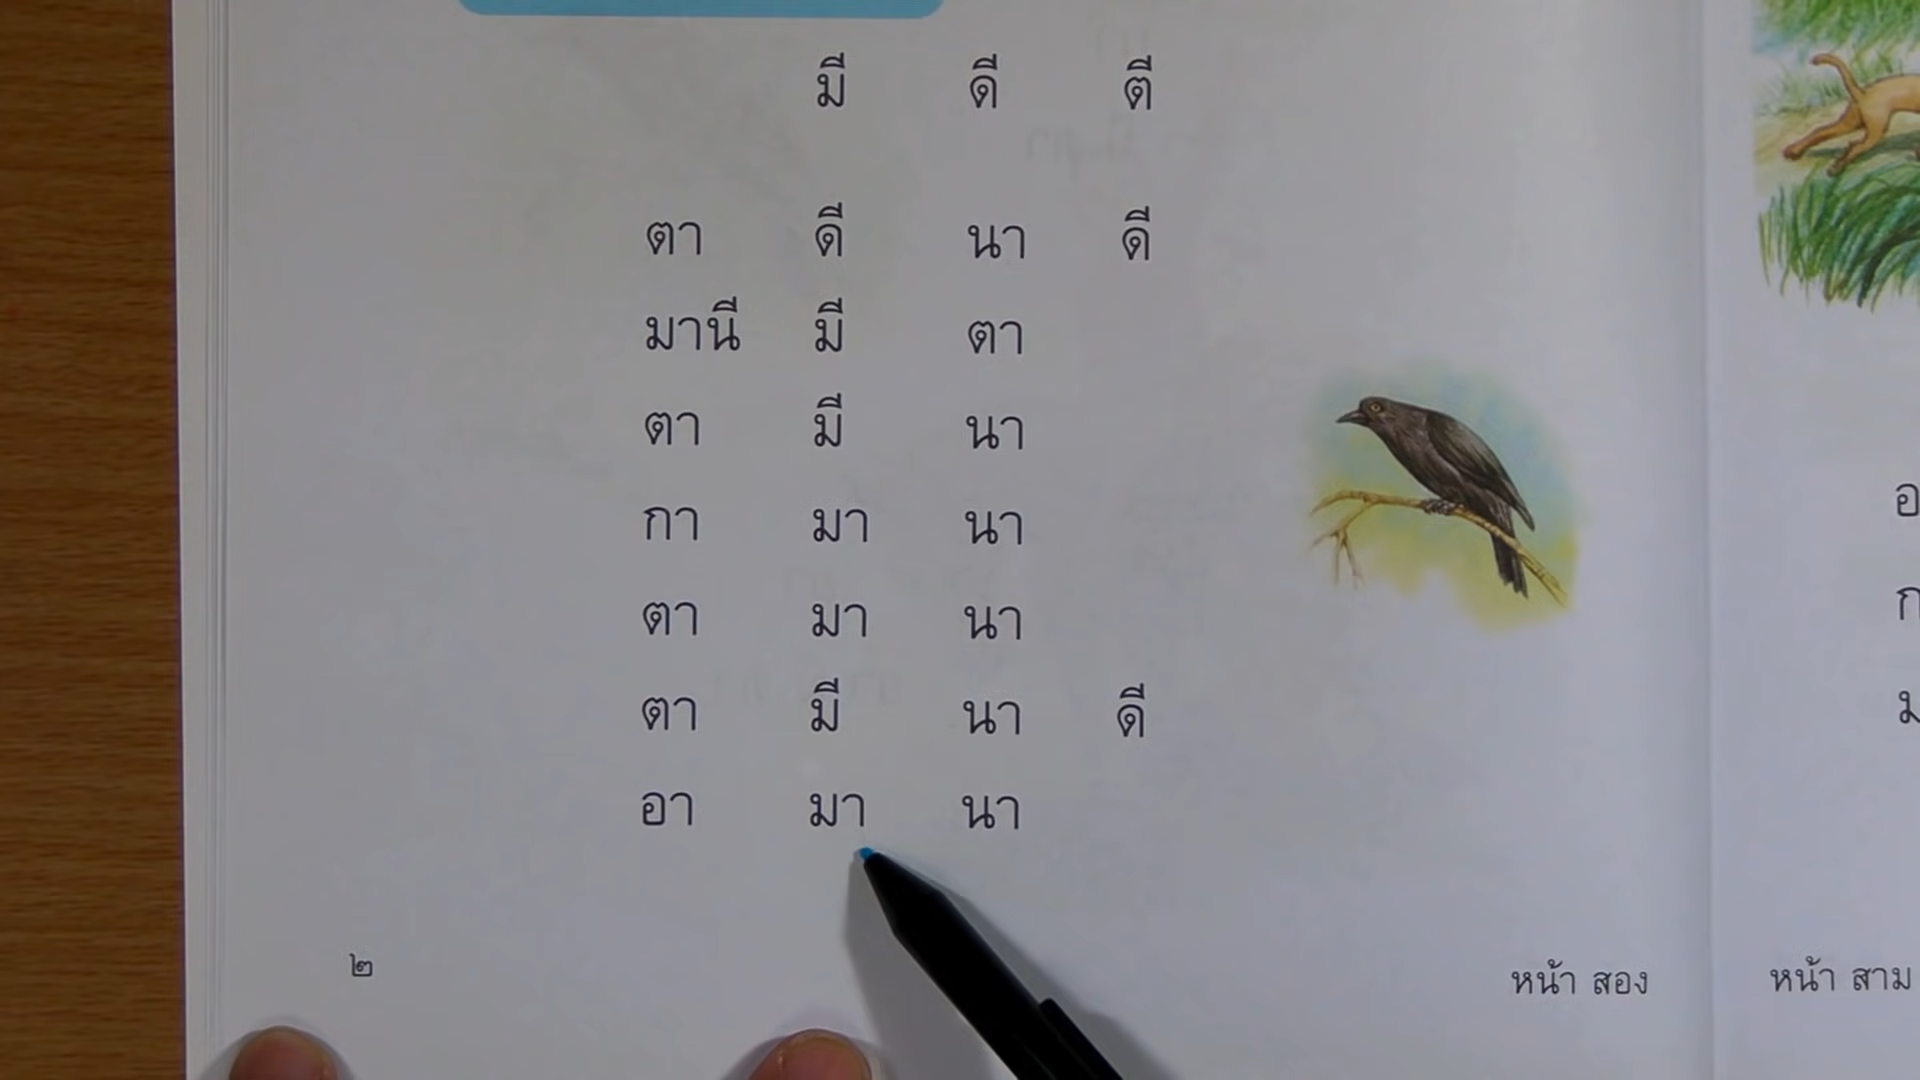 มี ดี ตี
ตา ดี นา ดี
มานี มี ตา
ตา มี นา
กา มา นา
ตา มา นา
ตา มี นา ดี
อา มา นา
๒
หน้า สอง
หน้า สาม